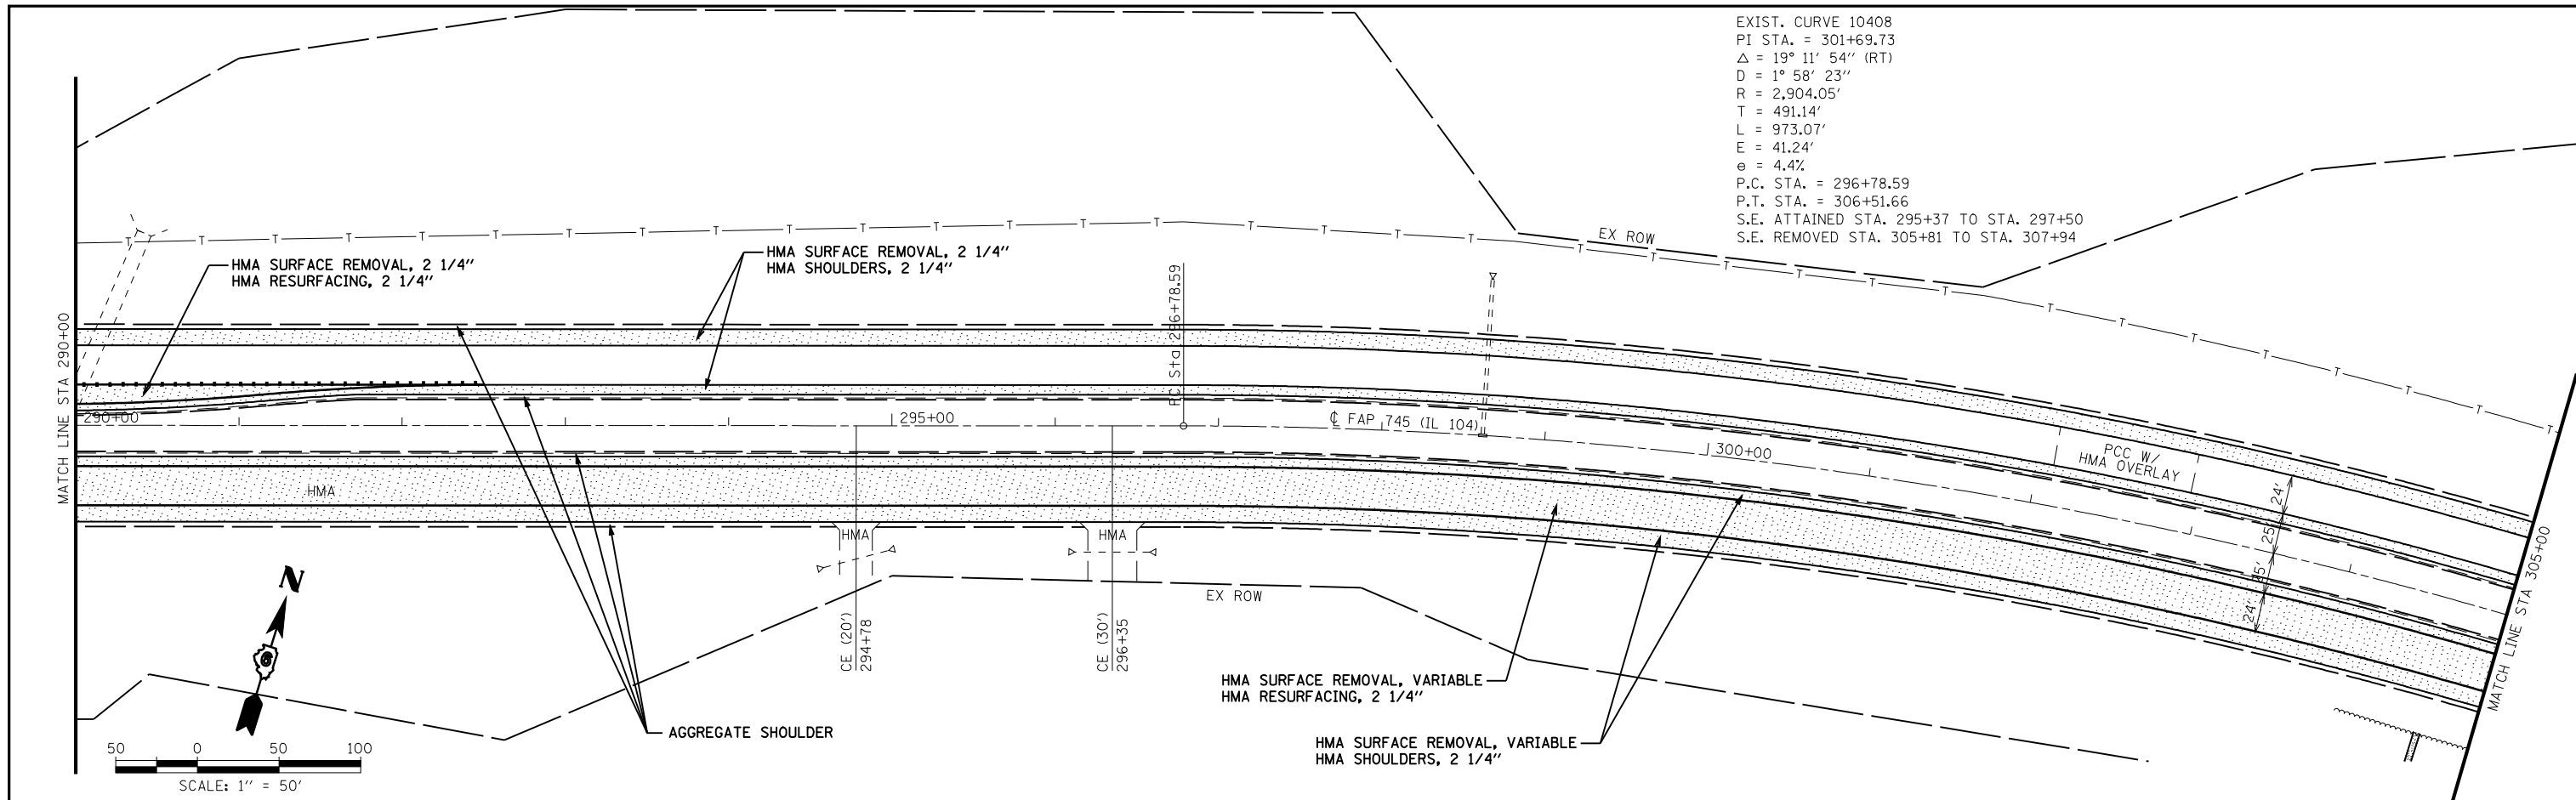 EXIST. CURVE 10408
PI STA. = 301+69.73
△ = 19° 11' 54" (RT)
D = 1° 58' 23"
R = 2,904.05'
T = 491.14'
L = 973.07'
E = 41.24'
e = 4.4%
P.C. STA. = 296+78.59
P.T. STA. = 306+51.66
S.E. ATTAINED STA. 295+37 TO STA. 297+50
S.E. REMOVED STA. 305+81 TO STA. 307+94
EX ROW
HMA SURFACE REMOVAL, 2 1/4"
HMA RESURFACING, 2 1/4"
HMA SURFACE REMOVAL, 2 1/4"
HMA SHOULDERS, 2 1/4"
PC Sta 296+78.59
MATCH LINE STA 290+00
290+00
295+00
℄ FAP 745 (IL 104)
300+00
PCC W/
HMA OVERLAY
24'
25'
25'
24'
HMA
HMA
HMA
MATCH LINE STA 305+00
EX ROW
CE (20')
294+78
CE (30')
296+35
N
6
HMA SURFACE REMOVAL, VARIABLE
HMA RESURFACING, 2 1/4"
AGGREGATE SHOULDER
HMA SURFACE REMOVAL, VARIABLE
HMA SHOULDERS, 2 1/4"
50 0 50 100
SCALE: 1" = 50'
T T T T T T T T T T T T T T T T T T T T T T T T T T T T T T T T T